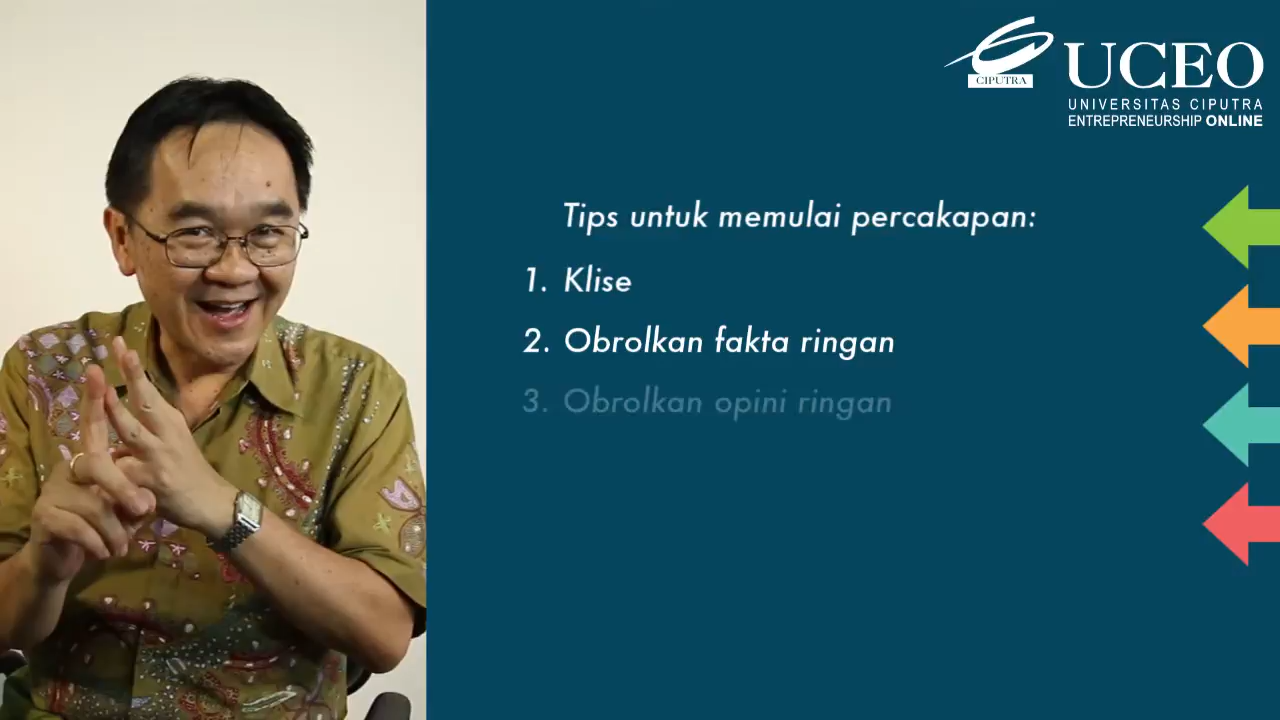 CIPUTRA
UCEO
UNIVERSITAS CIPUTRA
ENTREPRENEURSHIP ONLINE
Tips untuk memulai percakapan:
1. Klise
2. Obrolkan fakta ringan
3. Obrolkan opini ringan